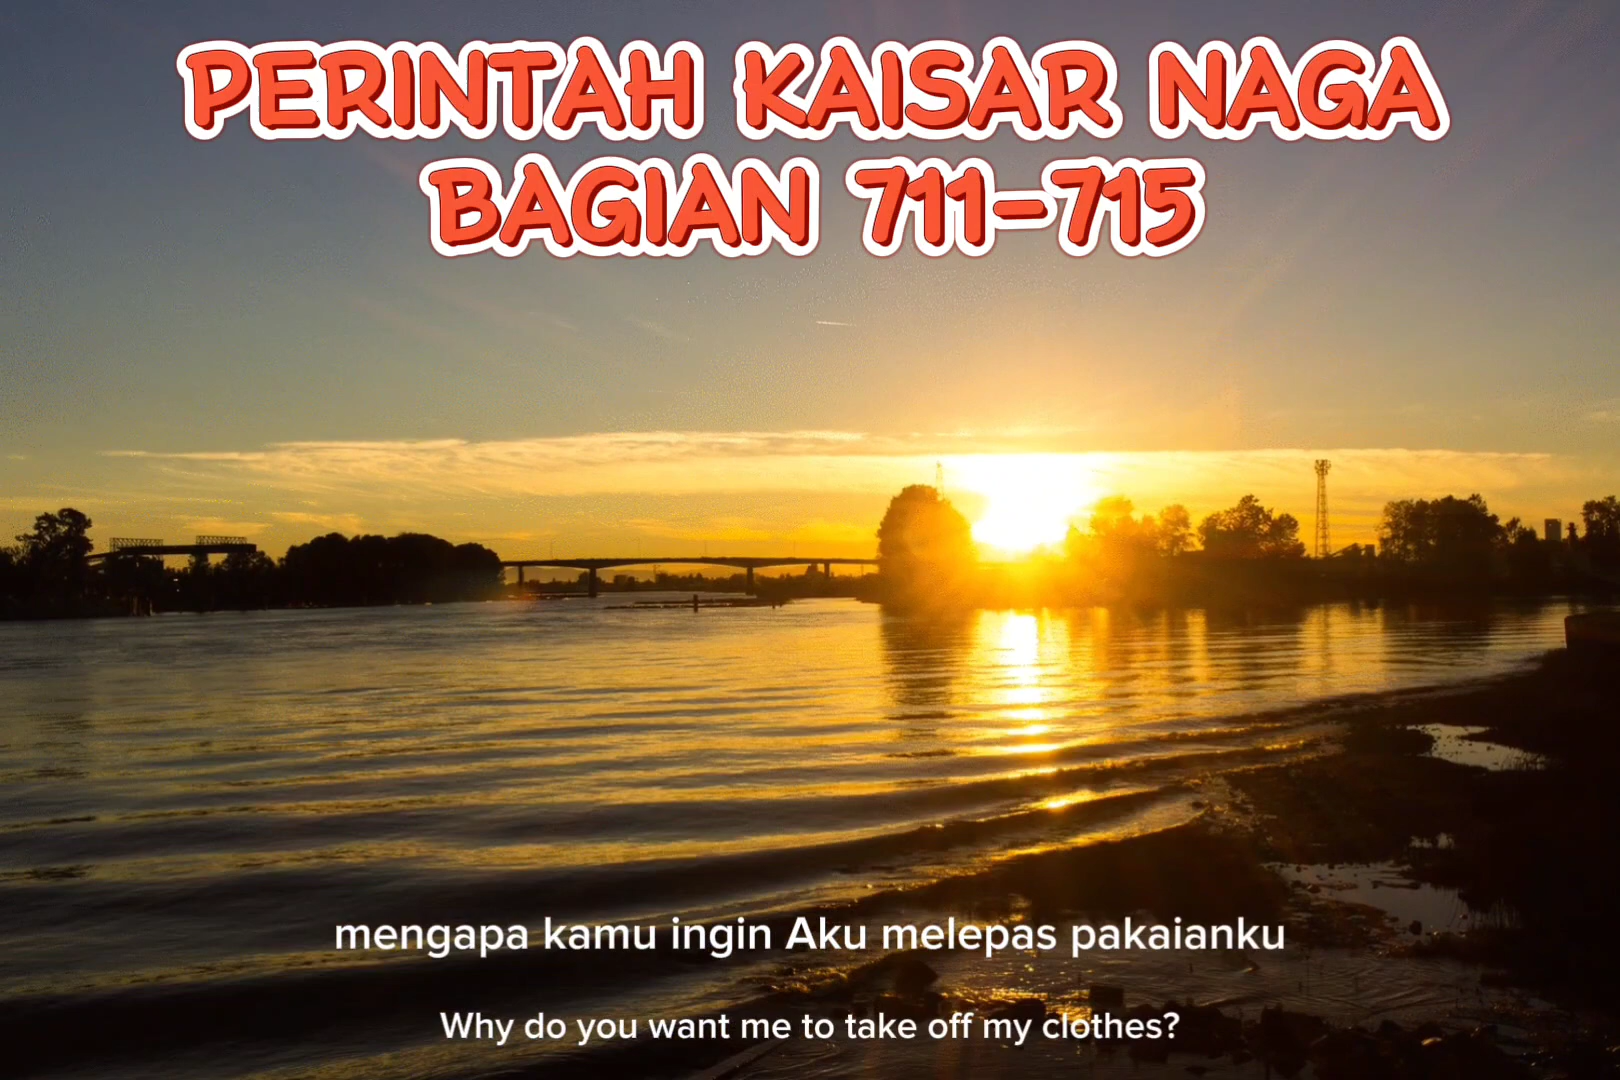 PERINTAH KAISAR NAGA
BAGIAN 711-715
mengapa kamu ingin Aku melepas pakaianku
Why do you want me to take off my clothes?